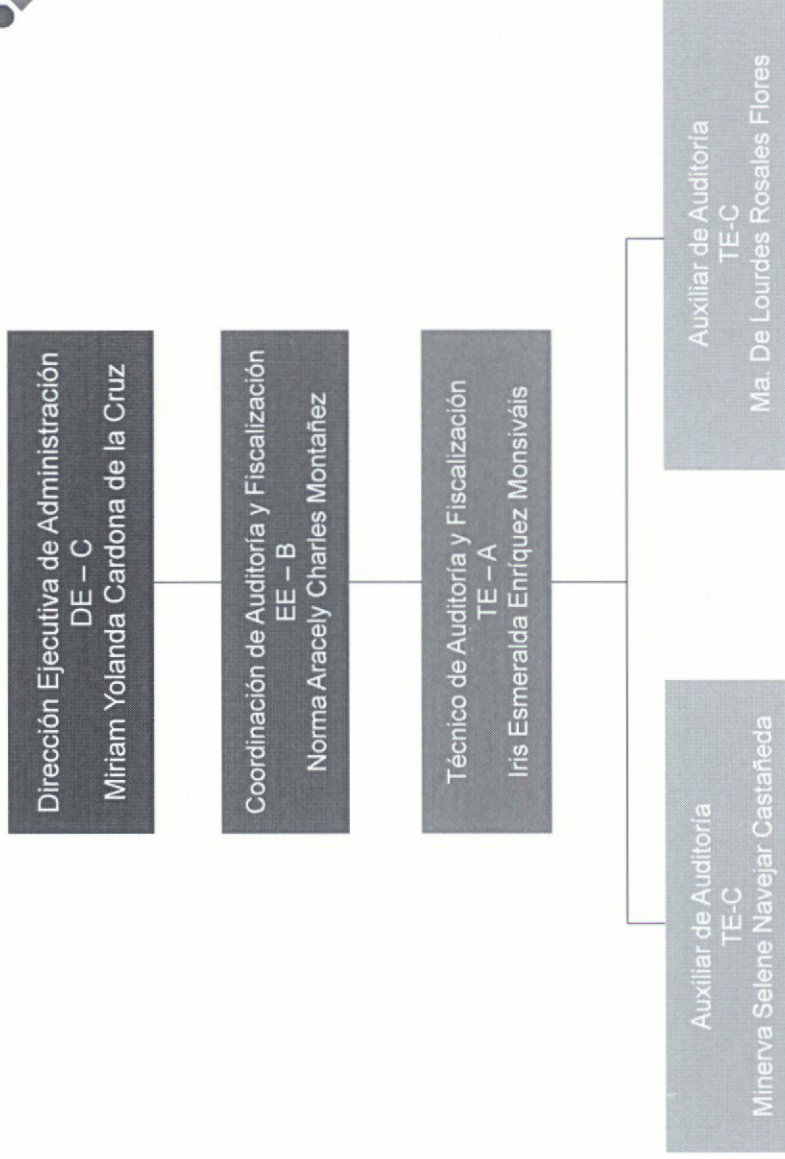 Dirección Ejecutiva de Administración
DE – C
Miriam Yolanda Cardona de la Cruz
Coordinación de Auditoría y Fiscalización
EE – B
Norma Aracely Charles Montañez
Técnico de Auditoría y Fiscalización
TE – A
Iris Esmeralda Enríquez Monsiváis
Auxiliar de Auditoría
TE-C
Minerva Selene Navejar Castañeda
Auxiliar de Auditoría
TE-C
Ma. De Lourdes Rosales Flores